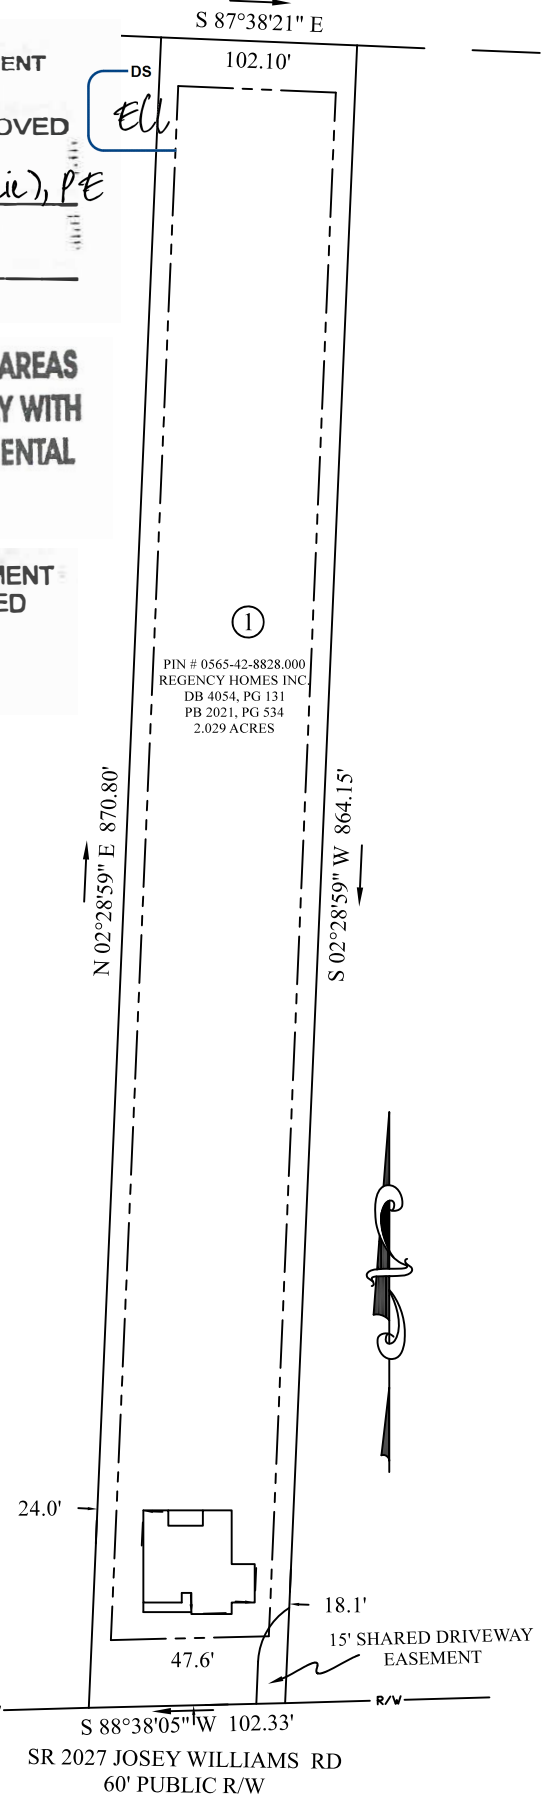 S 87°38'21" E
102.10'
ENT
DS
OVED
ic), PE
AREAS
Y WITH
ENTAL
MENT
ED
1
PIN # 0565-42-8828.000
REGENCY HOMES INC.
DB 4054, PG 131
PB 2021, PG 534
2.029 ACRES
N 02°28'59" E 870.80'
S 02°28'59" W 864.15'
24.0'
18.1'
15' SHARED DRIVEWAY
EASEMENT
47.6'
R/W
S 88°38'05" W 102.33'
SR 2027 JOSEY WILLIAMS RD
60' PUBLIC R/W